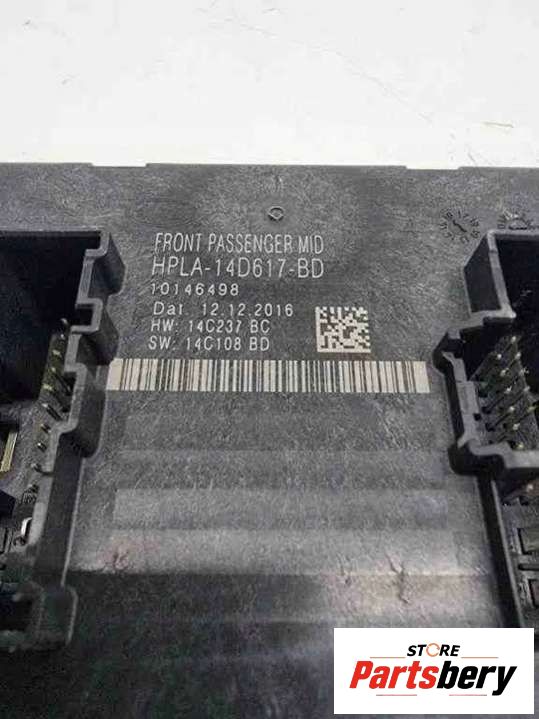 FRONT PASSENGER MID
HPLA-14D617-BD
10146498
Dat. 12.12.2016
HW: 14C237 BC
SW: 14C108 BD
STORE
Partsbery